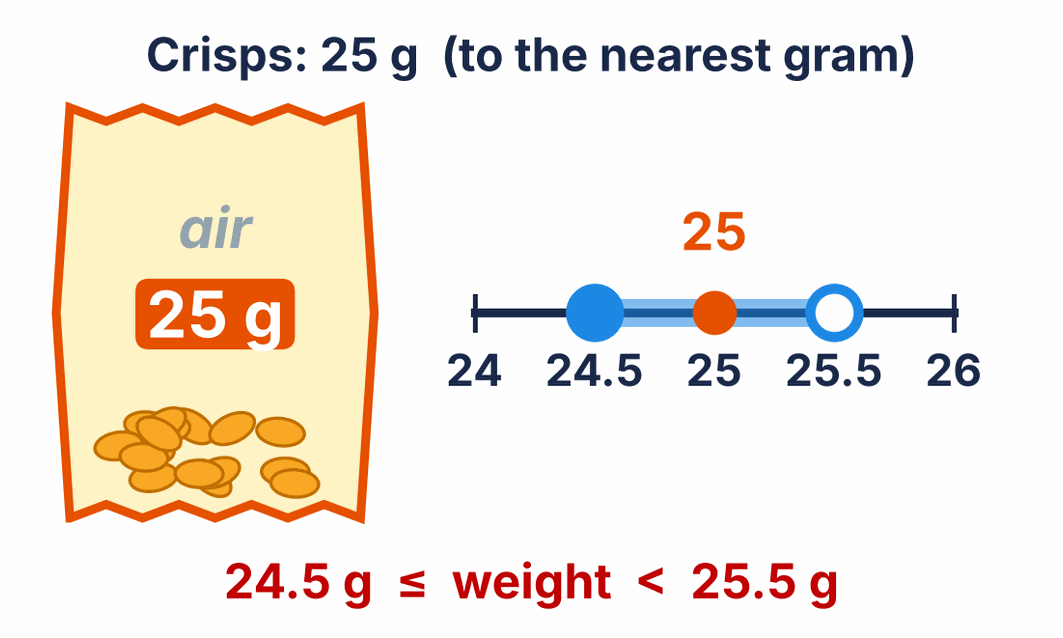 Crisps: 25 g (to the nearest gram)
air
25 g
25
24 24.5 25 25.5 26
24.5 g ≤ weight < 25.5 g